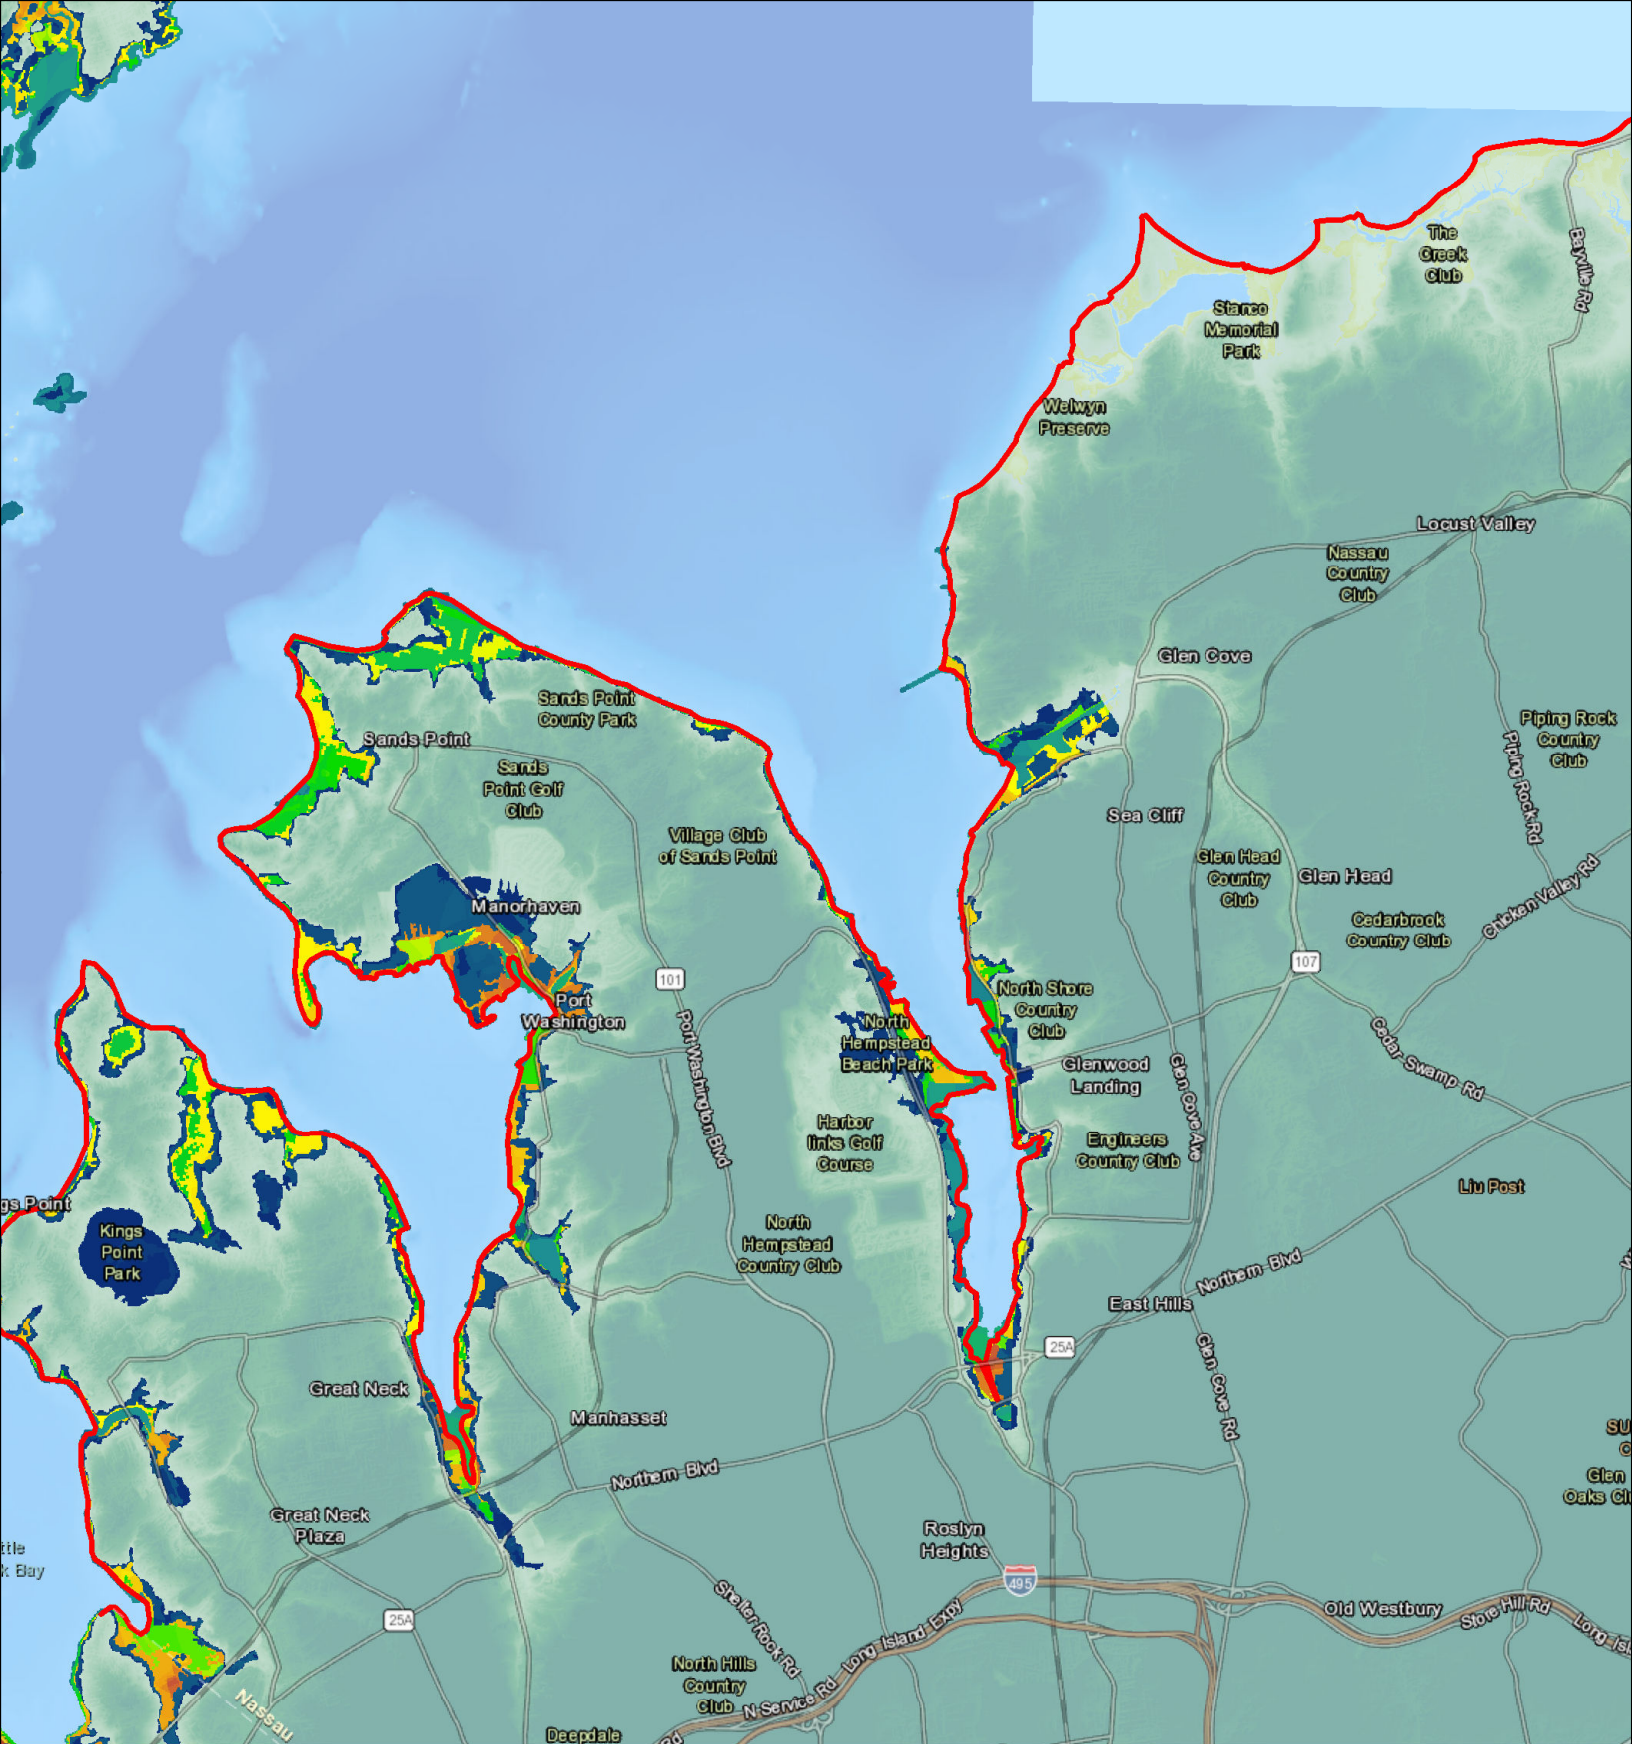 The
Creek
Club
Bayville Rd
Stanco
Memorial
Park
Welwyn
Preserve
Locust Valley
Nassau
Country
Club
Glen Cove
Sands Point
County Park
Sands Point
Piping Rock
Country
Club
Piping Rock Rd
Sands
Point Golf
Club
Sea Cliff
Village Club
of Sands Point
Glen Head
Country
Club
Glen Head
Chicken Valley Rd
Manorhaven
Cedarbrook
Country Club
107
101
Port
Washington
North Shore
Country
Club
North
Hempstead
Beach Park
Port Washington Blvd
Glenwood
Landing
Glen Cove Ave
Cedar Swamp Rd
Harbor
links Golf
Course
Engineers
Country Club
Liu Post
gs Point
Kings
Point
Park
North
Hempstead
Country Club
Northern Blvd
East Hills
25A
Glen Cove Rd
Great Neck
Manhasset
SU
C
Northern Blvd
Glen
Oaks Clu
Great Neck
Plaza
Roslyn
Heights
ttle
k Bay
495
Shelter Rock Rd
25A
Long Island Expy
Old Westbury
Store Hill Rd
Long Isl
North Hills
Country
Club
N Service Rd
Nassau
Deepdale
Rd